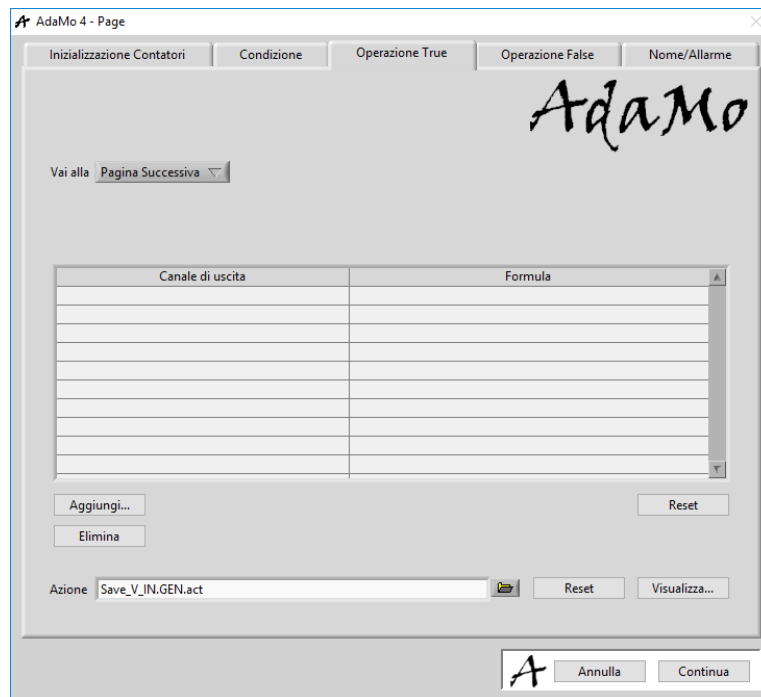 AdaMo 4 - Page
Inizializzazione Contatori Condizione Operazione True Operazione False Nome/Allarme
AdaMo
Vai alla Pagina Successiva
Canale di uscita Formula
Aggiungi... Reset
Elimina
Azione Save_V_IN.GEN.act Reset Visualizza...
A Annulla Continua